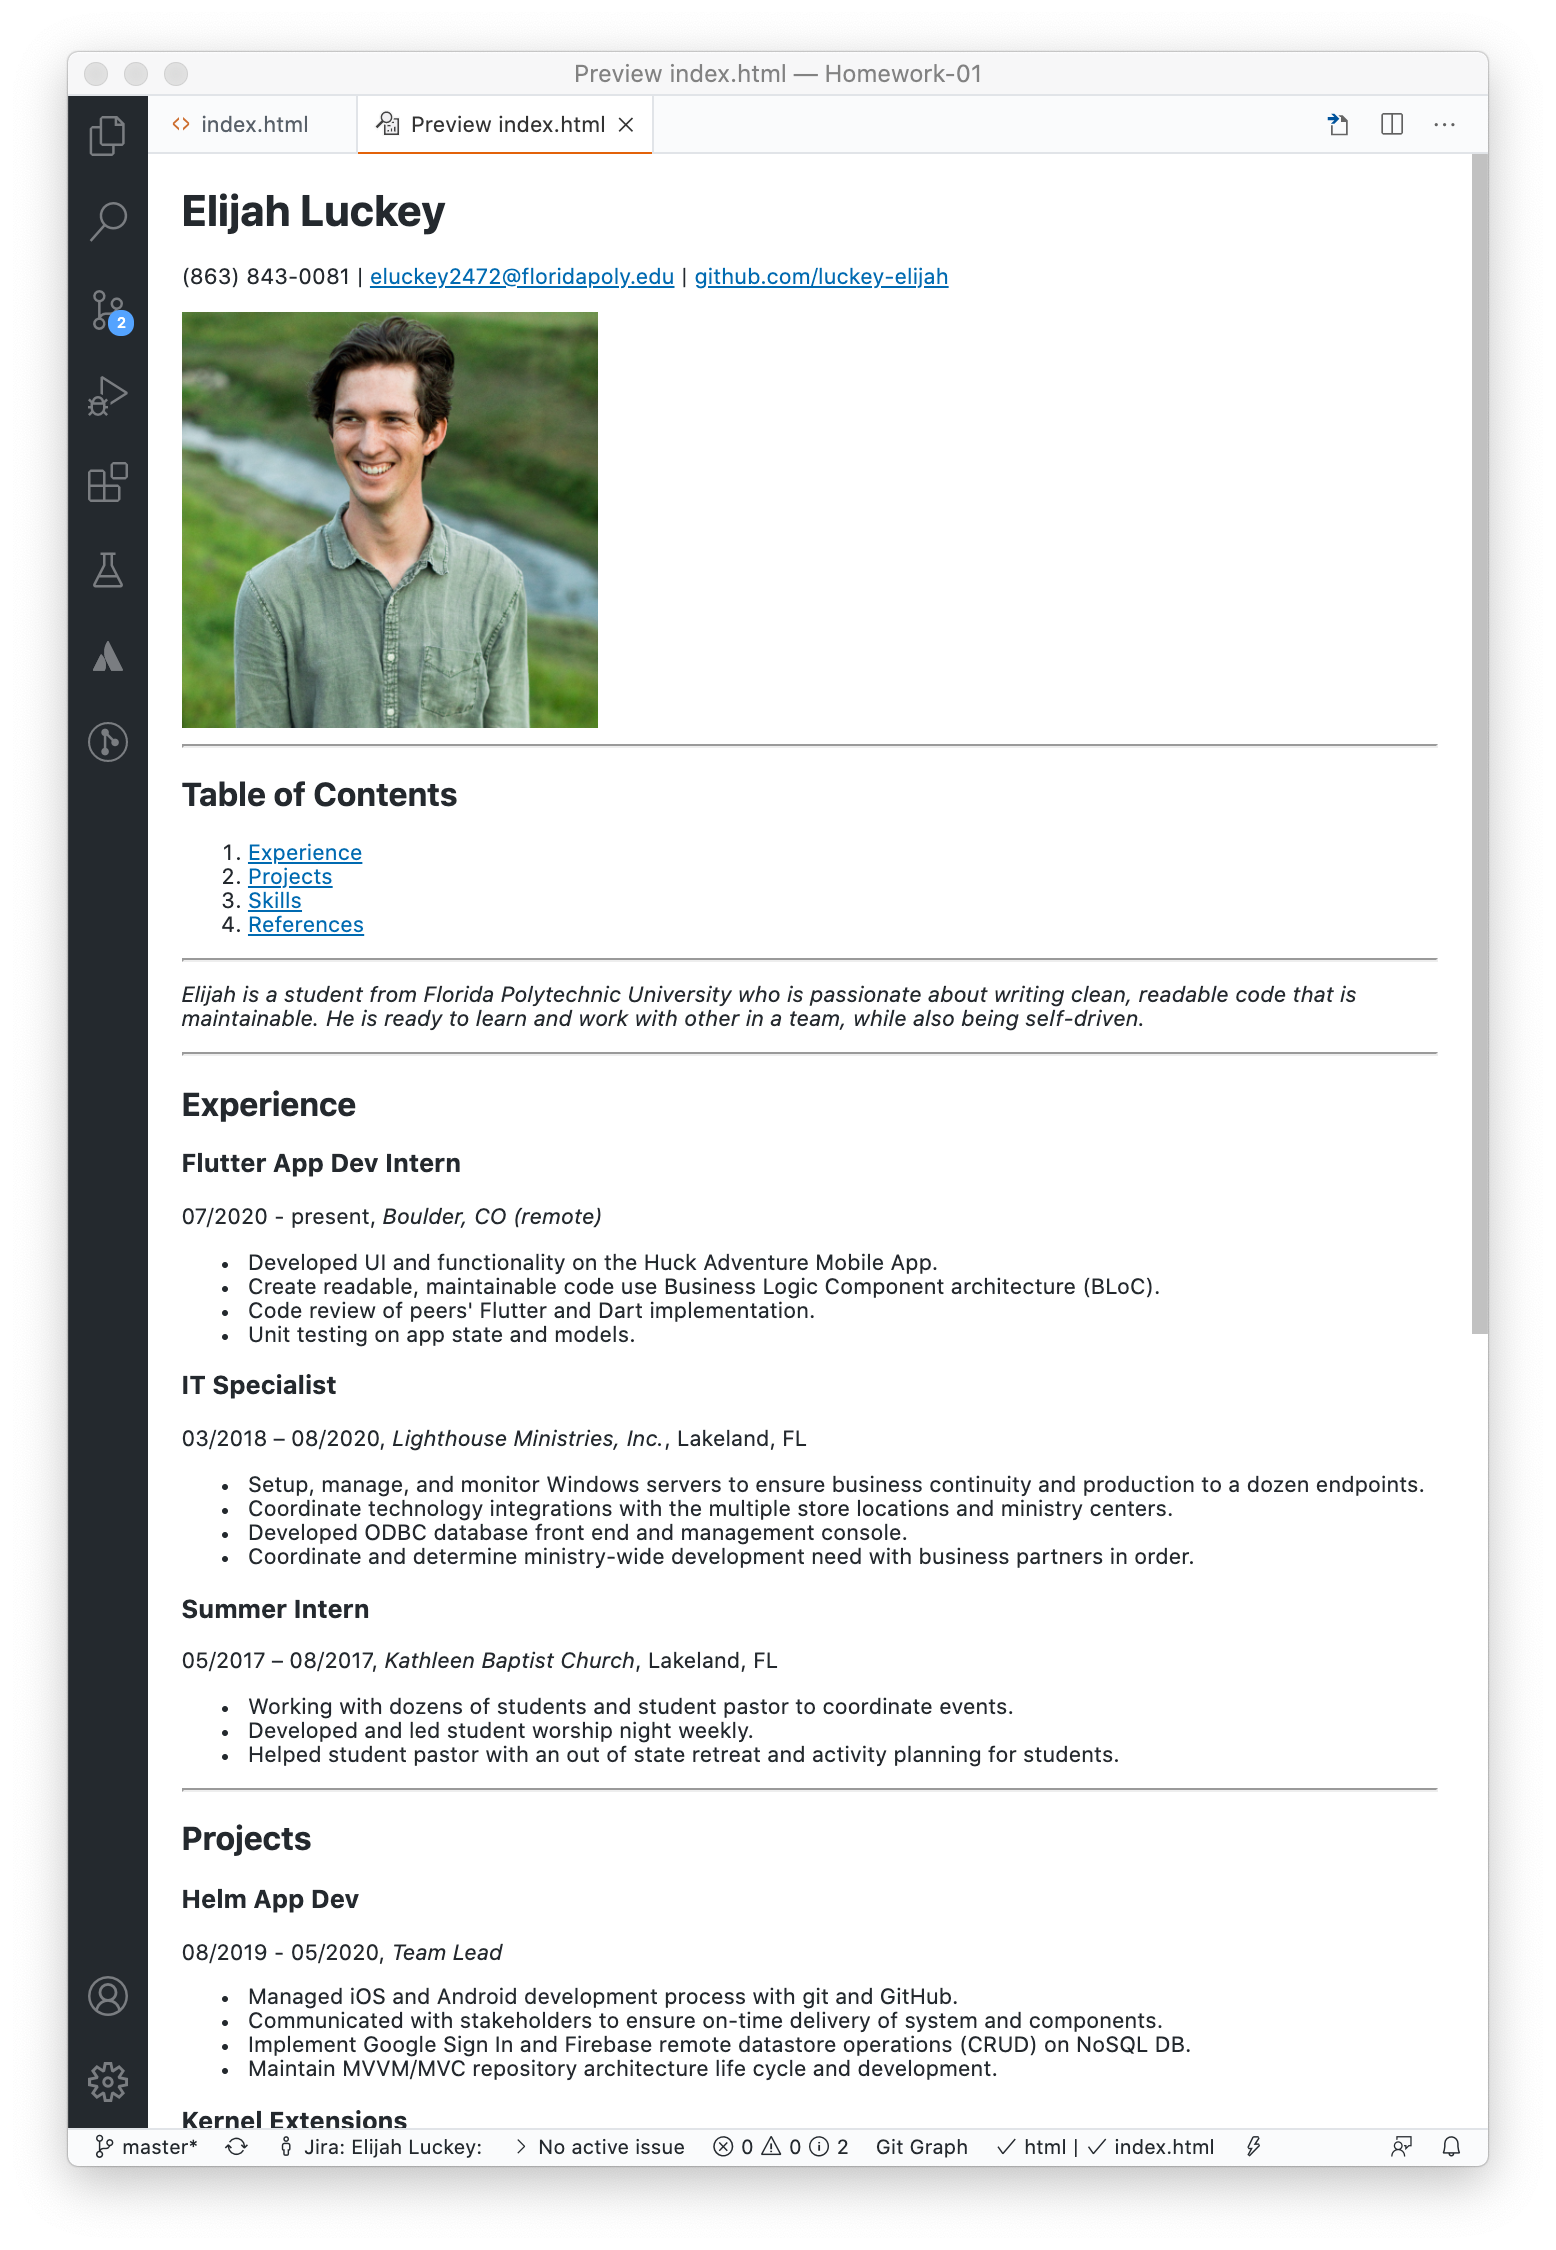 Preview index.html — Homework-01
index.html
Preview index.html
Elijah Luckey
(863) 843-0081 | eluckey2472@floridapoly.edu | github.com/luckey-elijah
2
Table of Contents
1. Experience
2. Projects
3. Skills
4. References
Elijah is a student from Florida Polytechnic University who is passionate about writing clean, readable code that is
maintainable. He is ready to learn and work with other in a team, while also being self-driven.
Experience
Flutter App Dev Intern
07/2020 - present, Boulder, CO (remote)
• Developed UI and functionality on the Huck Adventure Mobile App.
• Create readable, maintainable code use Business Logic Component architecture (BLoC).
• Code review of peers' Flutter and Dart implementation.
• Unit testing on app state and models.
IT Specialist
03/2018 – 08/2020, Lighthouse Ministries, Inc., Lakeland, FL
• Setup, manage, and monitor Windows servers to ensure business continuity and production to a dozen endpoints.
• Coordinate technology integrations with the multiple store locations and ministry centers.
• Developed ODBC database front end and management console.
• Coordinate and determine ministry-wide development need with business partners in order.
Summer Intern
05/2017 – 08/2017, Kathleen Baptist Church, Lakeland, FL
• Working with dozens of students and student pastor to coordinate events.
• Developed and led student worship night weekly.
• Helped student pastor with an out of state retreat and activity planning for students.
Projects
Helm App Dev
08/2019 - 05/2020, Team Lead
• Managed iOS and Android development process with git and GitHub.
• Communicated with stakeholders to ensure on-time delivery of system and components.
• Implement Google Sign In and Firebase remote datastore operations (CRUD) on NoSQL DB.
• Maintain MVVM/MVC repository architecture life cycle and development.
Kernel Extensions
master* Jira: Elijah Luckey: No active issue 0 0 2 Git Graph html | index.html